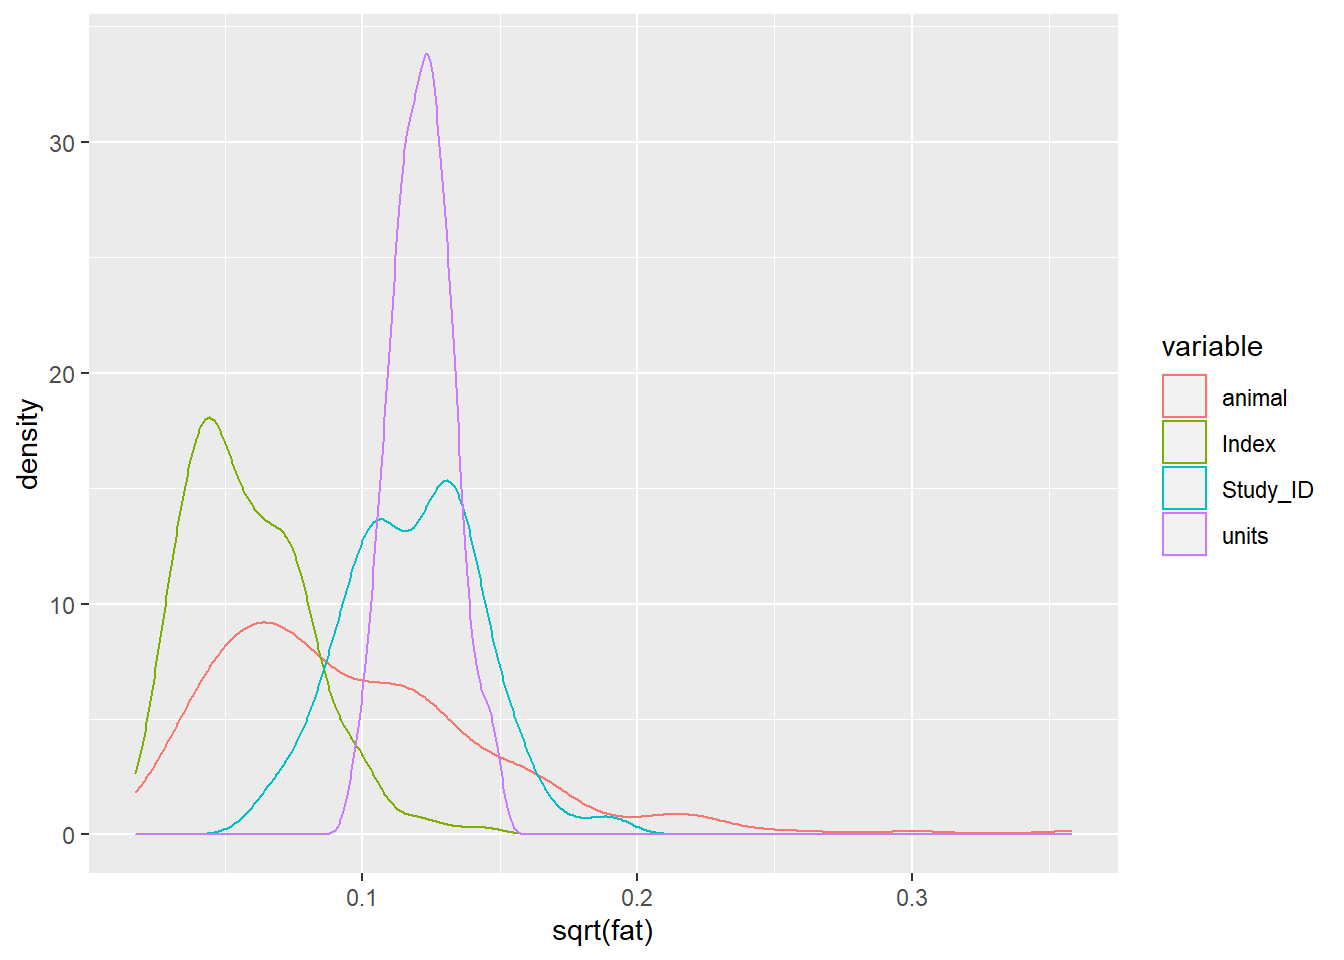 density
30
20
10
0
0.1
0.2
0.3
sqrt(fat)
variable
animal
Index
Study_ID
units